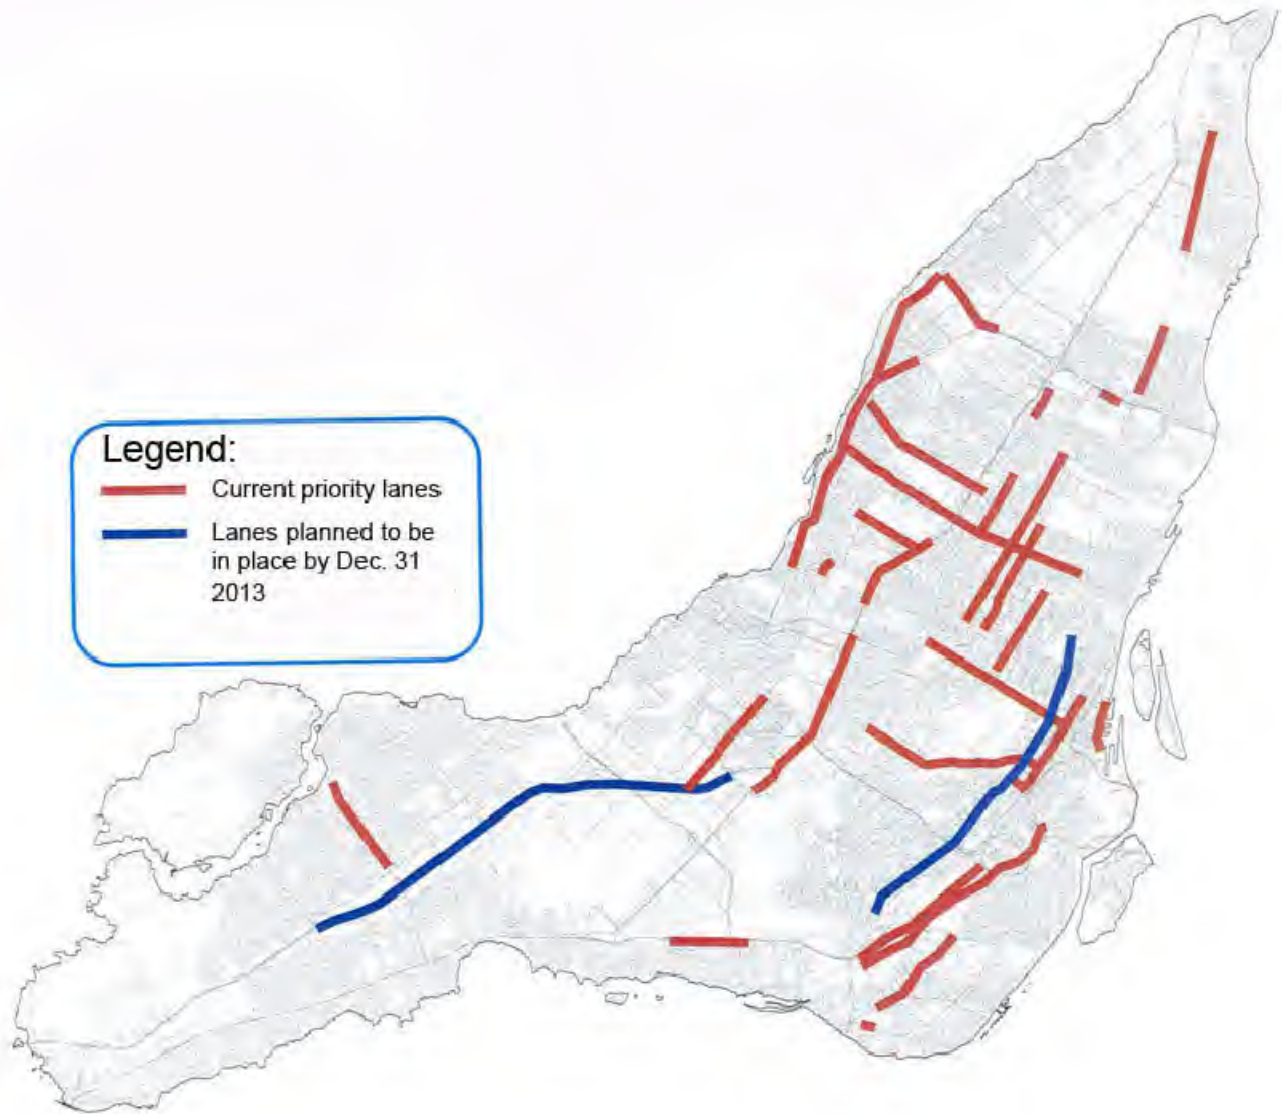 Legend:
Current priority lanes
Lanes planned to be
in place by Dec. 31
2013